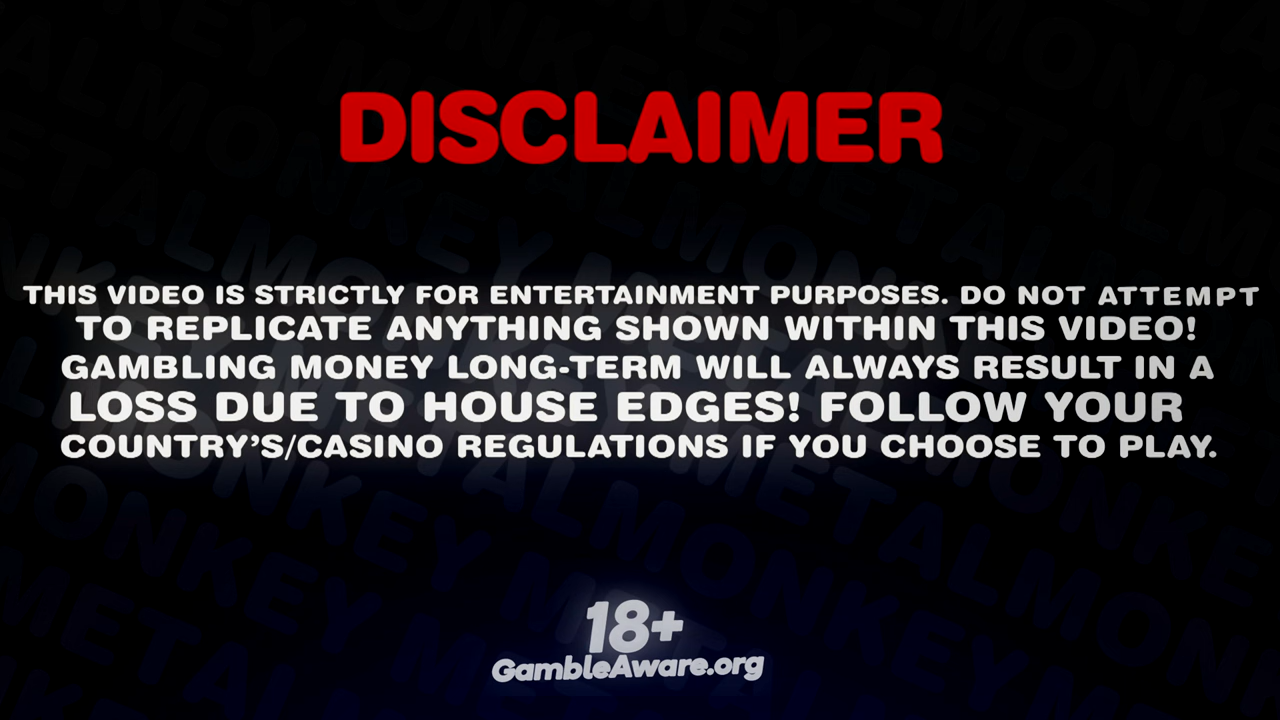 DISCLAIMER
THIS VIDEO IS STRICTLY FOR ENTERTAINMENT PURPOSES. DO NOT ATTEMPT
TO REPLICATE ANYTHING SHOWN WITHIN THIS VIDEO!
GAMBLING MONEY LONG-TERM WILL ALWAYS RESULT IN A
LOSS DUE TO HOUSE EDGES! FOLLOW YOUR
COUNTRY'S/CASINO REGULATIONS IF YOU CHOOSE TO PLAY.
18+
GambleAware.org